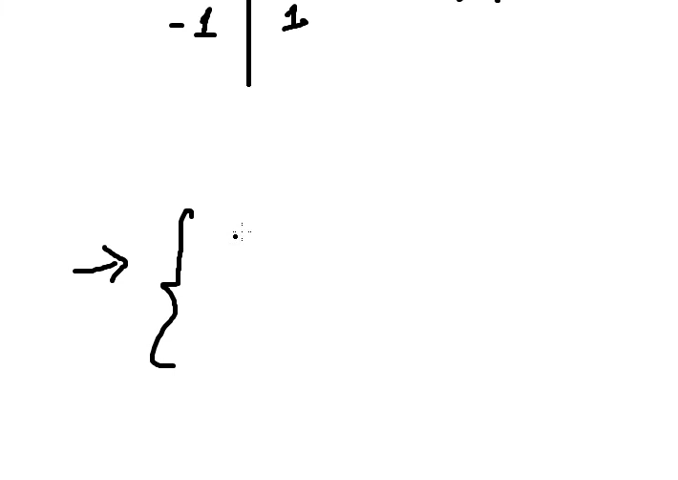 -1 | 1
→ {